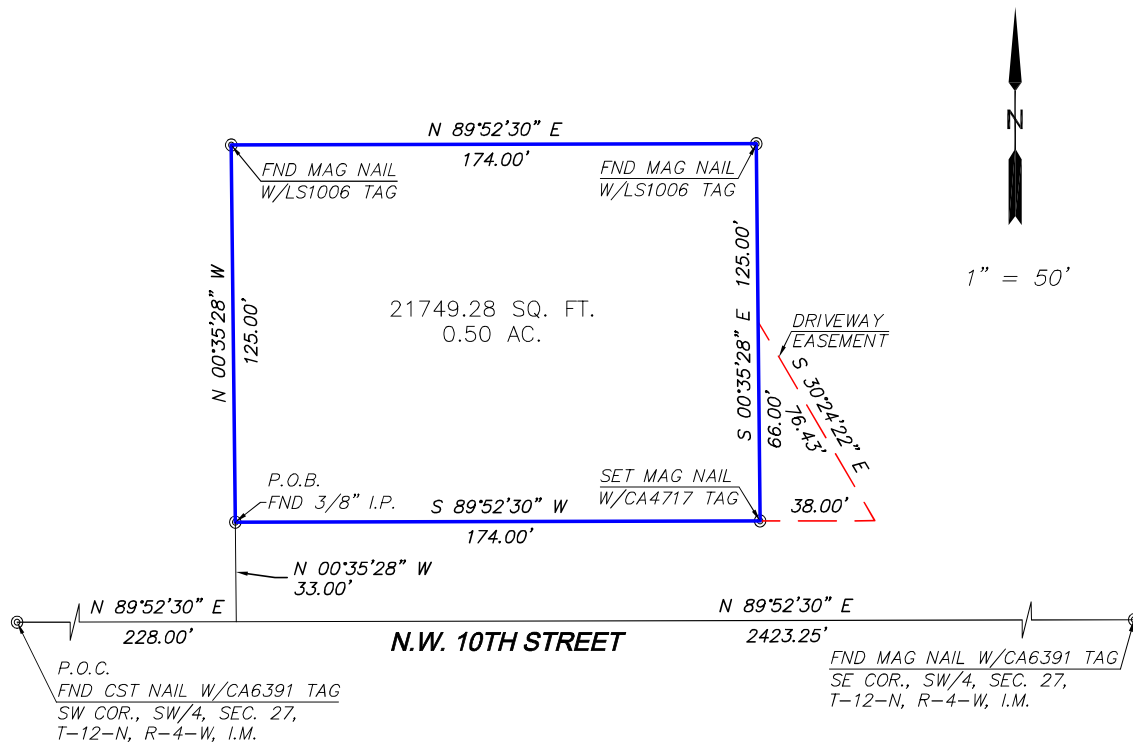 N 89°52'30" E
174.00'
FND MAG NAIL
W/LS1006 TAG
FND MAG NAIL
W/LS1006 TAG
N
1" = 50'
N 00°35'28" W
125.00'
21749.28 SQ. FT.
0.50 AC.
S 00°35'28" E 125.00'
66.00'
DRIVEWAY
EASEMENT
S 30°24'22" E
76.43'
P.O.B.
FND 3/8" I.P.
S 89°52'30" W
174.00'
SET MAG NAIL
W/CA4717 TAG
38.00'
N 00°35'28" W
33.00'
N 89°52'30" E
228.00'
N.W. 10TH STREET
N 89°52'30" E
2423.25'
P.O.C.
FND CST NAIL W/CA6391 TAG
SW COR., SW/4, SEC. 27,
T-12-N, R-4-W, I.M.
FND MAG NAIL W/CA6391 TAG
SE COR., SW/4, SEC. 27,
T-12-N, R-4-W, I.M.